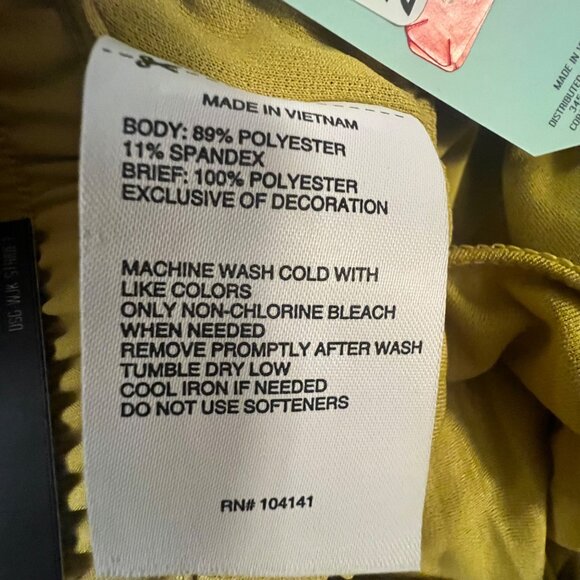 MADE IN VIETNAM
BODY: 89% POLYESTER
11% SPANDEX
BRIEF: 100% POLYESTER
EXCLUSIVE OF DECORATION
MACHINE WASH COLD WITH
LIKE COLORS
ONLY NON-CHLORINE BLEACH
WHEN NEEDED
REMOVE PROMPTLY AFTER WASH
TUMBLE DRY LOW
COOL IRON IF NEEDED
DO NOT USE SOFTENERS
RN# 104141
MADE IN